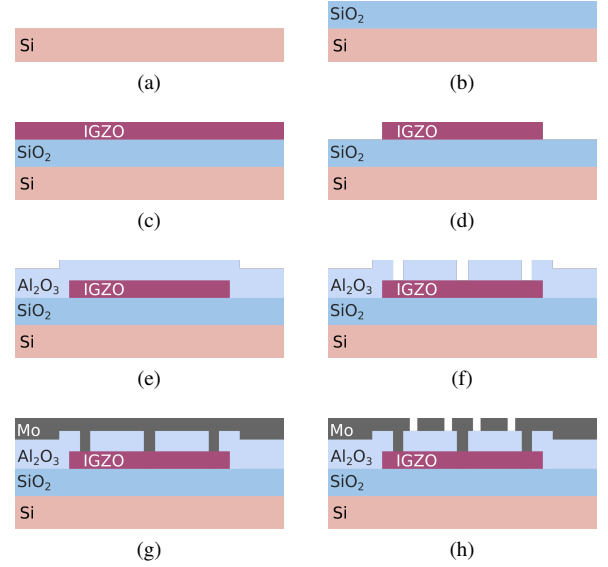 Si
(a)
SiO₂
Si
(b)
IGZO
SiO₂
Si
(c)
IGZO
SiO₂
Si
(d)
Al₂O₃
IGZO
SiO₂
Si
(e)
Al₂O₃
IGZO
SiO₂
Si
(f)
Mo
Al₂O₃
IGZO
SiO₂
Si
(g)
Mo
Al₂O₃
IGZO
SiO₂
Si
(h)